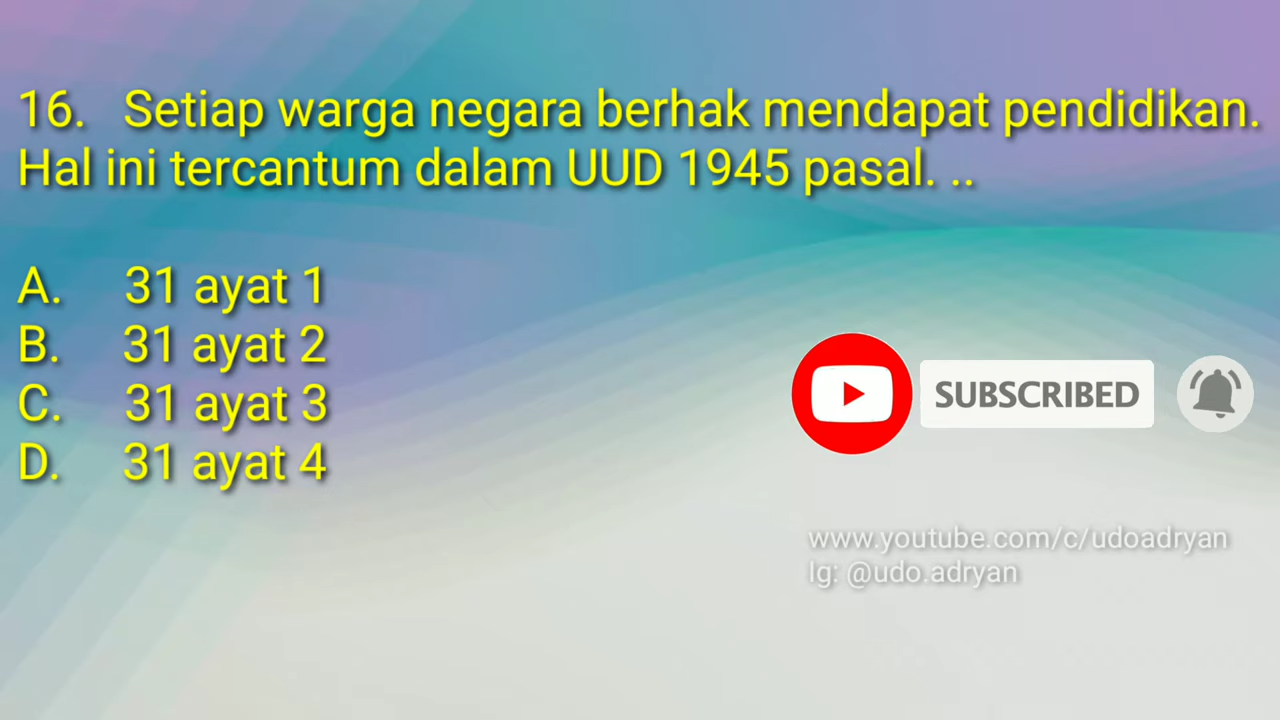 16. Setiap warga negara berhak mendapat pendidikan.
Hal ini tercantum dalam UUD 1945 pasal. ..
A. 31 ayat 1
B. 31 ayat 2
C. 31 ayat 3
D. 31 ayat 4
SUBSCRIBED
www.youtube.com/c/udoadryan
Ig: @udo.adryan